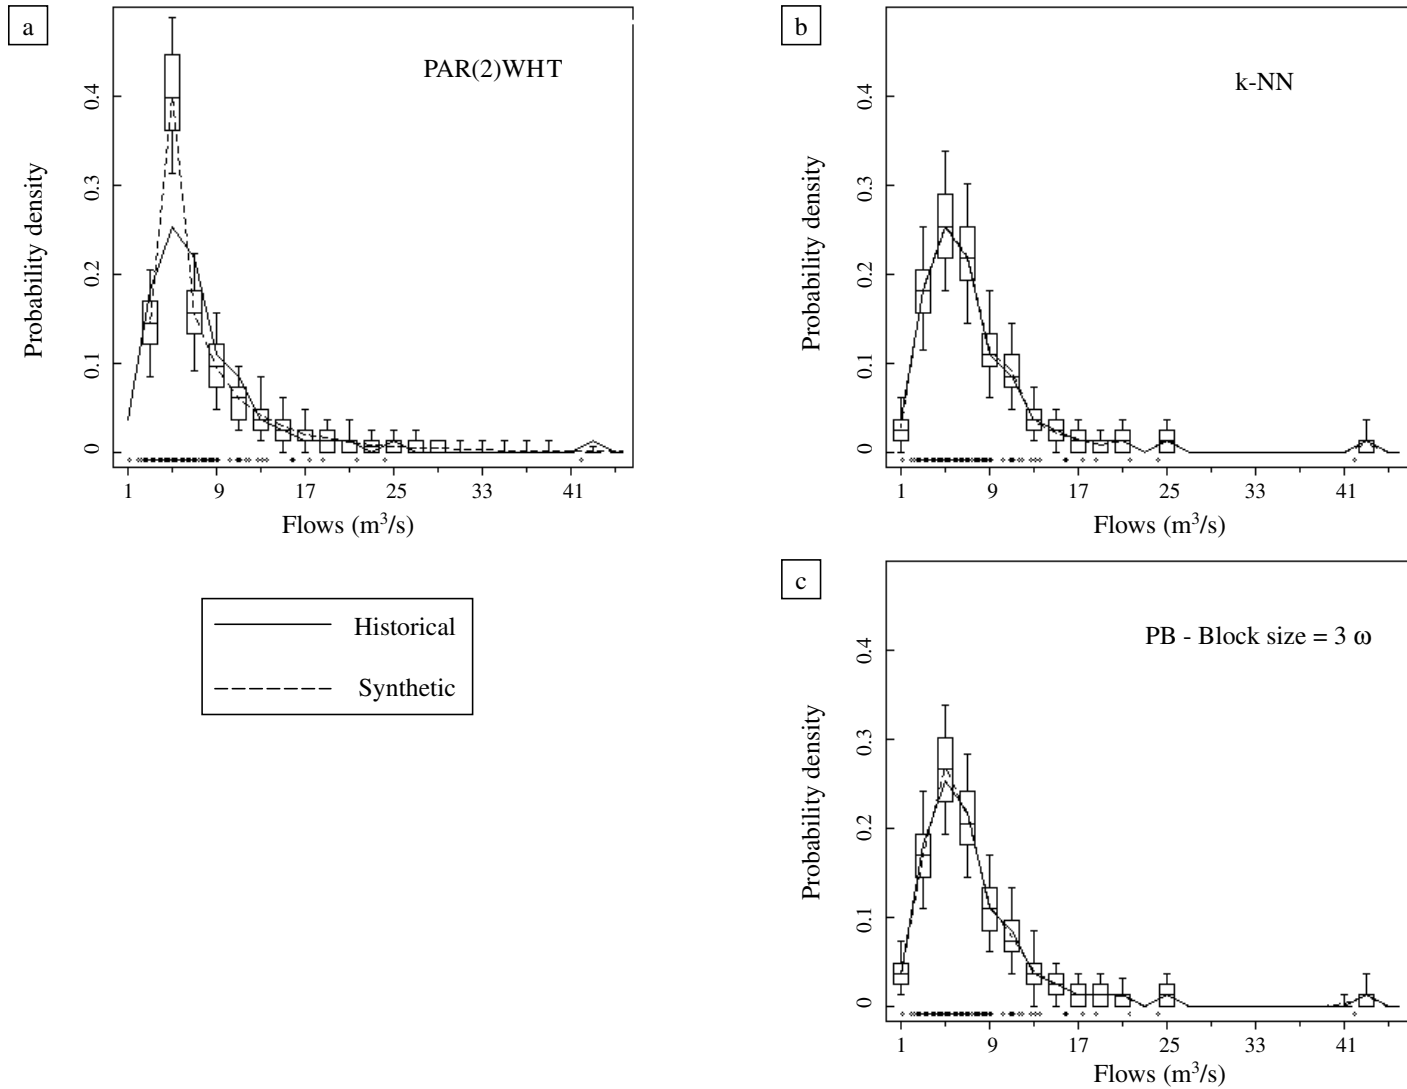 a
PAR(2)WHT
Probability density
0.4
0.3
0.2
0.1
0
1 9 17 25 33 41
Flows (m³/s)
b
k-NN
Probability density
0.4
0.3
0.2
0.1
0
1 9 17 25 33 41
Flows (m³/s)
Historical
Synthetic
c
PB - Block size = 3 ω
Probability density
0.4
0.3
0.2
0.1
0
1 9 17 25 33 41
Flows (m³/s)